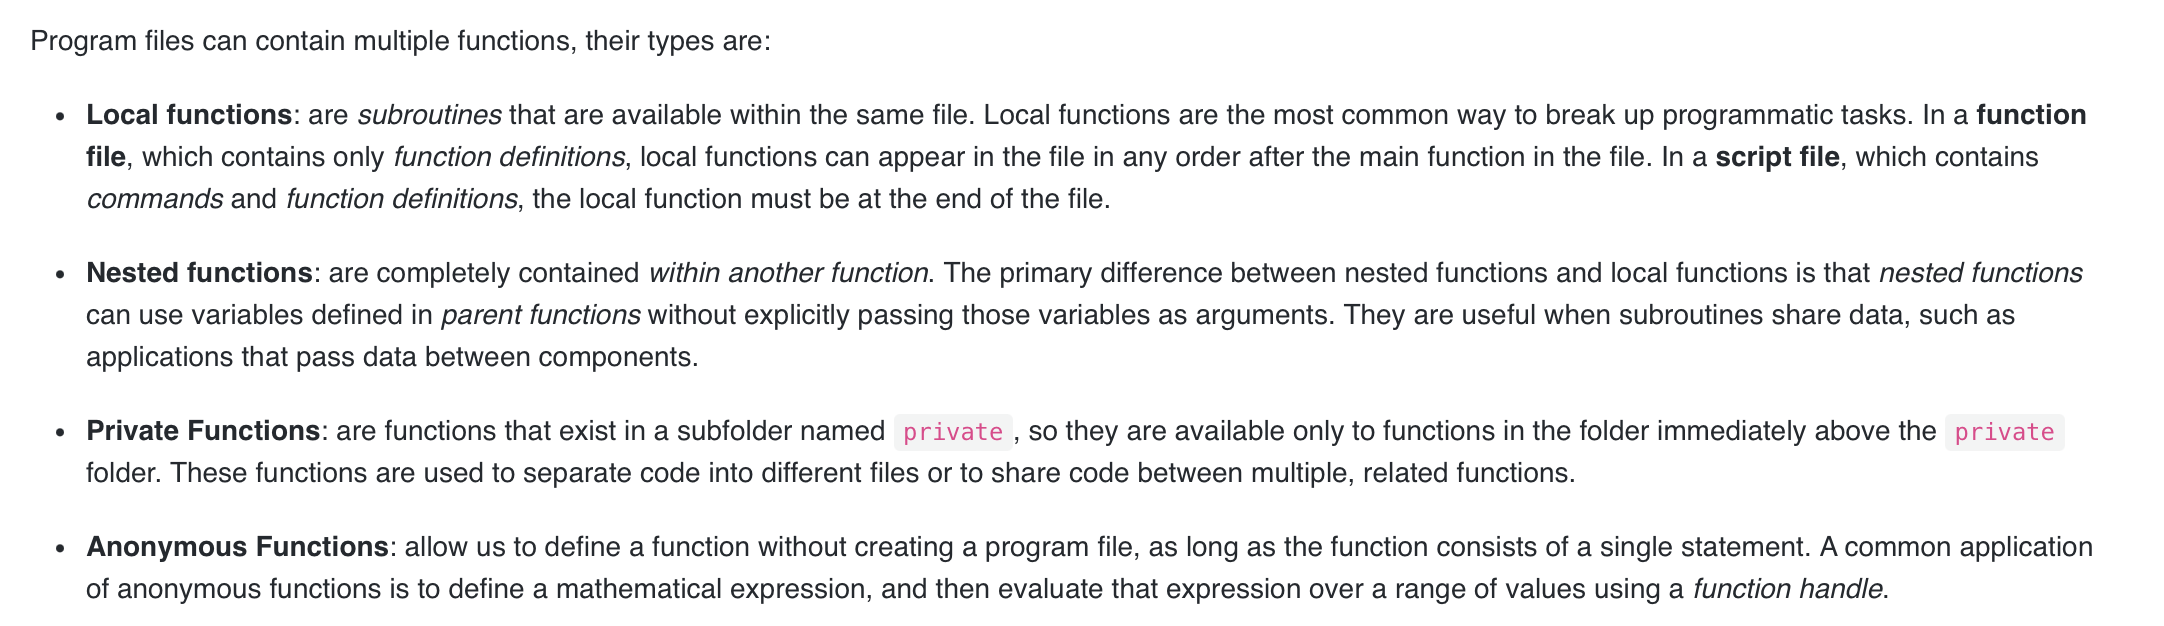 Program files can contain multiple functions, their types are:
• Local functions: are subroutines that are available within the same file. Local functions are the most common way to break up programmatic tasks. In a function
file, which contains only function definitions, local functions can appear in the file in any order after the main function in the file. In a script file, which contains
commands and function definitions, the local function must be at the end of the file.
• Nested functions: are completely contained within another function. The primary difference between nested functions and local functions is that nested functions
can use variables defined in parent functions without explicitly passing those variables as arguments. They are useful when subroutines share data, such as
applications that pass data between components.
• Private Functions: are functions that exist in a subfolder named private , so they are available only to functions in the folder immediately above the private
folder. These functions are used to separate code into different files or to share code between multiple, related functions.
• Anonymous Functions: allow us to define a function without creating a program file, as long as the function consists of a single statement. A common application
of anonymous functions is to define a mathematical expression, and then evaluate that expression over a range of values using a function handle.